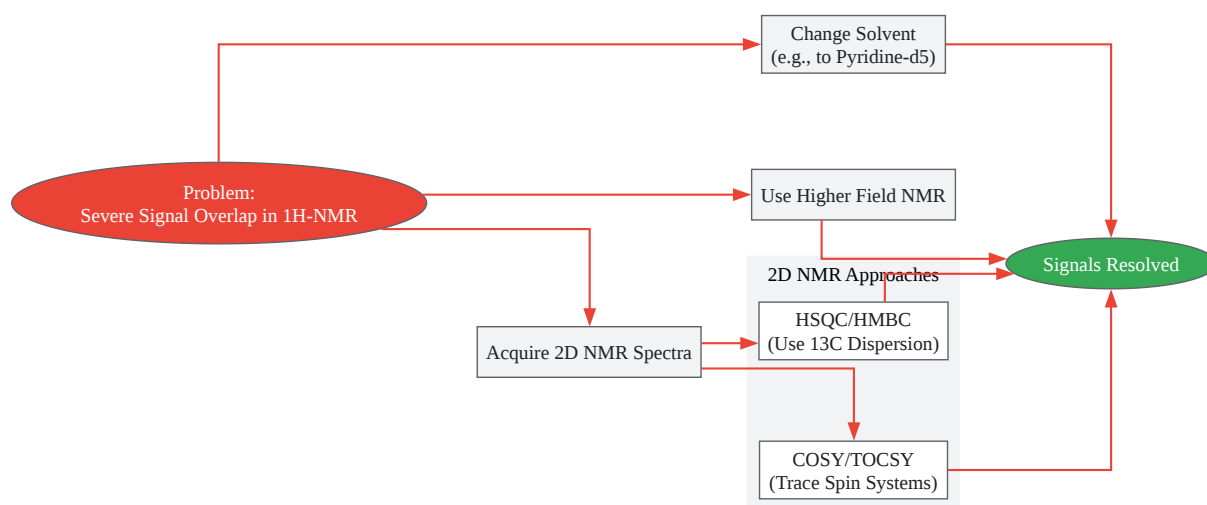 Change Solvent
(e.g., to Pyridine-d5)
Problem:
Severe Signal Overlap in 1H-NMR
Use Higher Field NMR
Signals Resolved
2D NMR Approaches
HSQC/HMBC
(Use 13C Dispersion)
Acquire 2D NMR Spectra
COSY/TOCSY
(Trace Spin Systems)